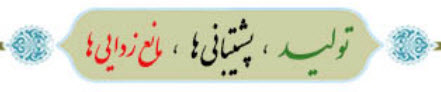 تولید ، پشتیبانی ها ، مانع زدایی ها